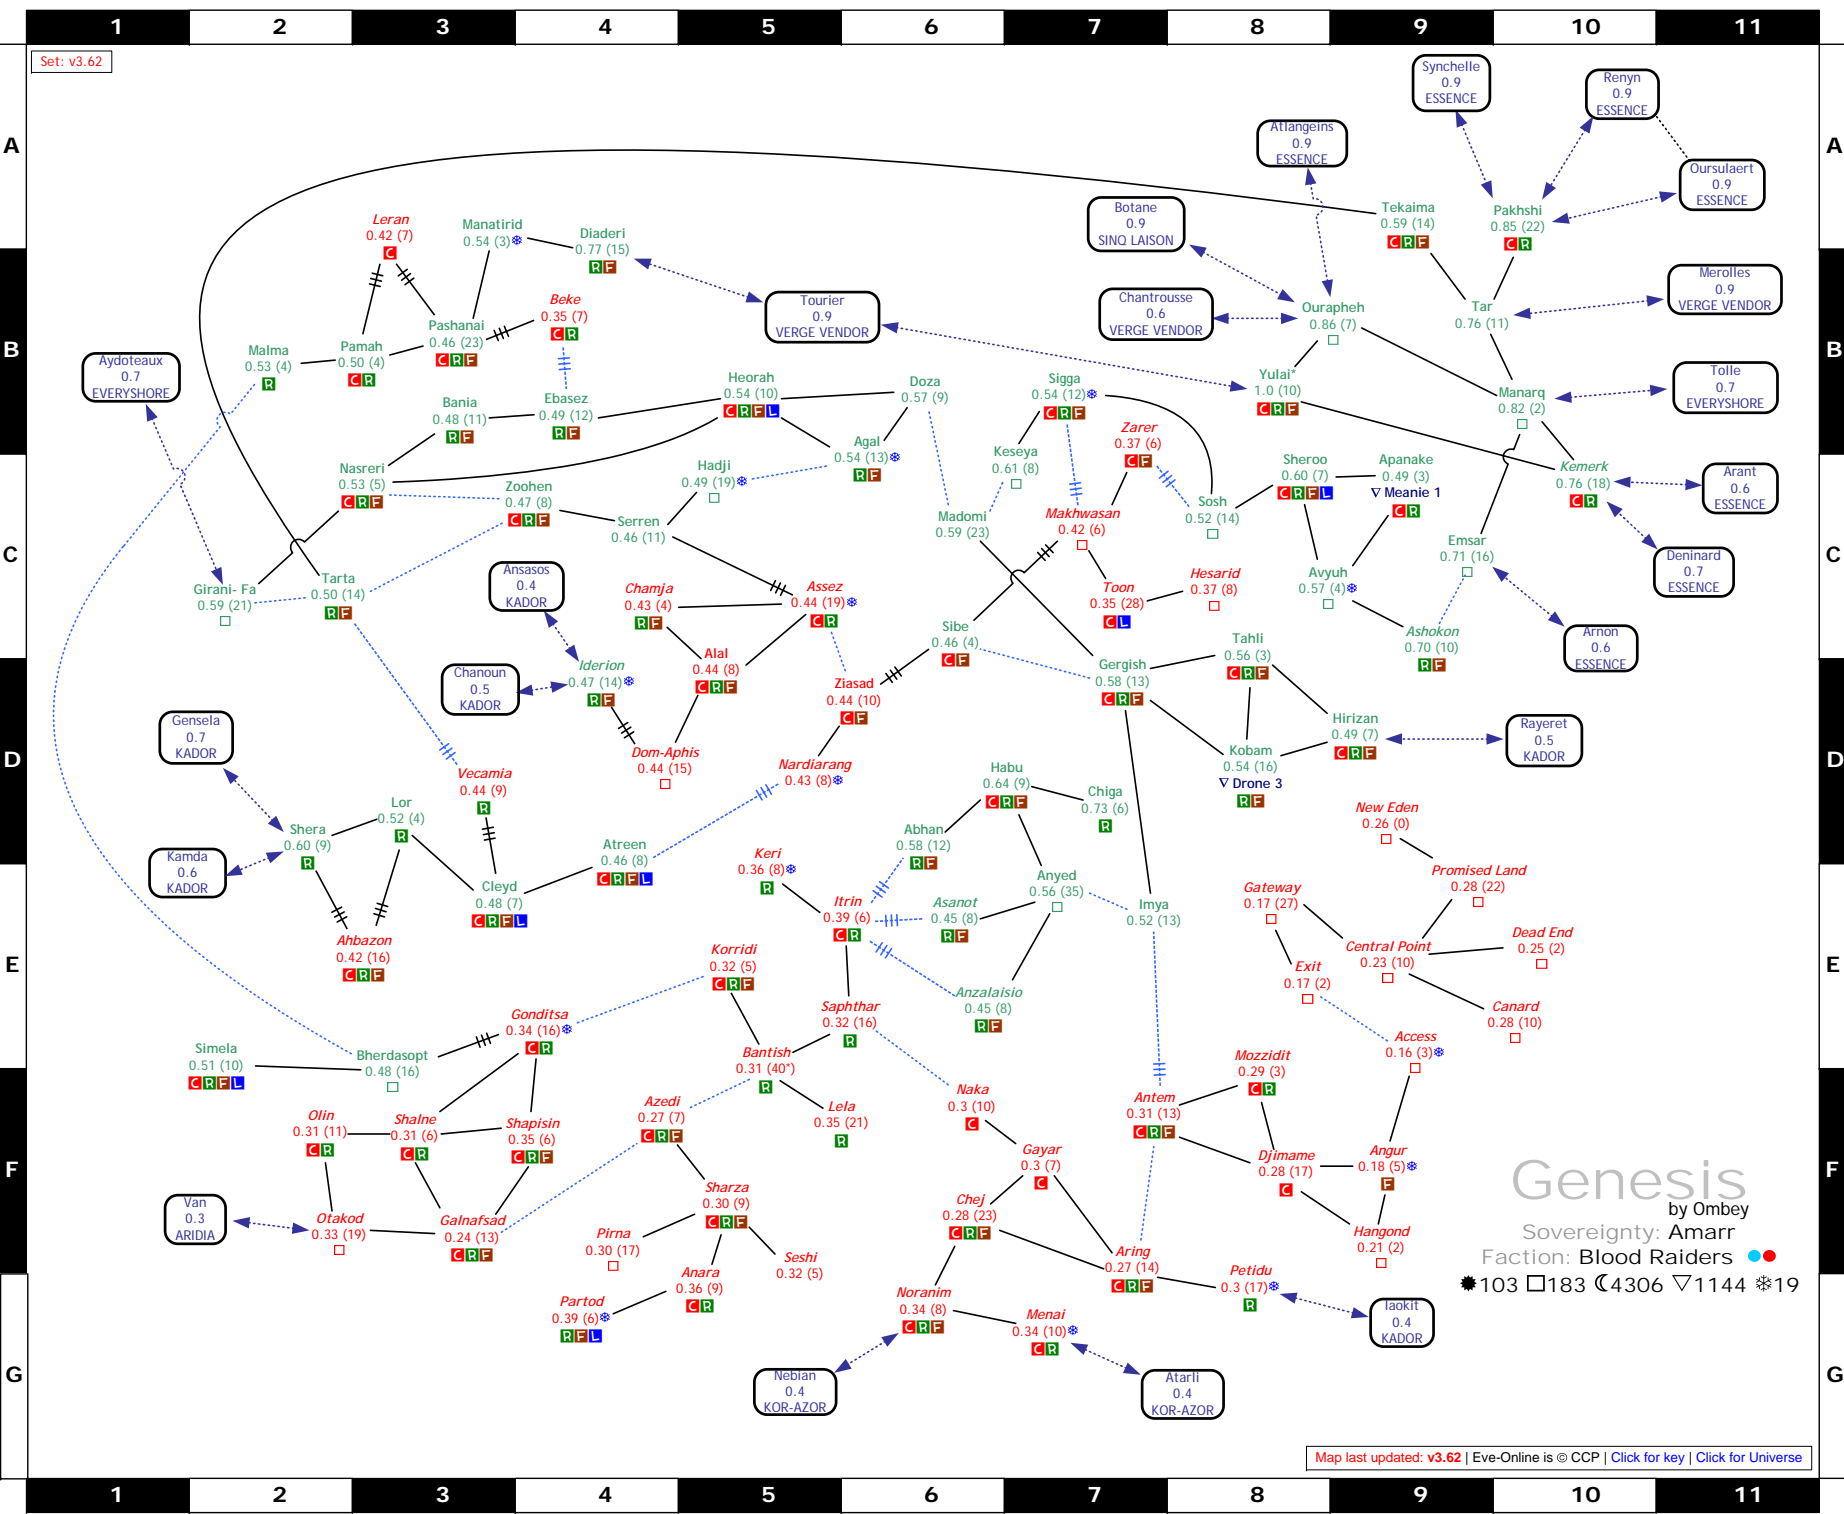 1 2 3 4 5 6 7 8 9 10 11
Set: v3.62
A
A
Synchelle
0.9
ESSENCE
Renyn
0.9
ESSENCE
Atlangeins
0.9
ESSENCE
Oursulaert
0.9
ESSENCE
Botane
0.9
SINQ LAISON
Tekaima
0.59 (14)
C R F
Pakhshi
0.85 (22)
C R
Leran
0.42 (7)
C
Manatirid
0.54 (3)
Diaderi
0.77 (15)
R F
B
B
Tourier
0.9
VERGE VENDOR
Chantrousse
0.6
VERGE VENDOR
Ourapheh
0.86 (7)
Tar
0.76 (11)
Merolles
0.9
VERGE VENDOR
Beke
0.35 (7)
C R
Pashanai
0.46 (23)
C R F
Pamah
0.50 (4)
C R
Malma
0.53 (4)
R
Aydoteaux
0.7
EVERYSHORE
Heorah
0.54 (10)
C R F L
Doza
0.57 (9)
Sigga
0.54 (12)
C R F
Yulai*
1.0 (10)
C R F
Manarq
0.82 (2)
Tolle
0.7
EVERYSHORE
Bania
0.48 (11)
R F
Ebasez
0.49 (12)
R F
Agal
0.54 (13)
R F
Zarer
0.37 (6)
C F
C
C
Nasreri
0.53 (5)
C R F
Zoohen
0.47 (8)
C R F
Hadji
0.49 (19)
Keseya
0.61 (8)
Sheroo
0.60 (7)
C R F L
Apanake
0.49 (3)
▽ Meanie 1
C R
Kemerk
0.76 (18)
C R
Arant
0.6
ESSENCE
Serren
0.46 (11)
Madomi
0.59 (23)
Makhwasan
0.42 (6)
Sosh
0.52 (14)
Emsar
0.71 (16)
Deninard
0.7
ESSENCE
Girani- Fa
0.59 (21)
Tarta
0.50 (14)
R F
Ansasos
0.4
KADOR
Chamja
0.43 (4)
R F
Assez
0.44 (19)
C R
Toon
0.35 (28)
C L
Hesarid
0.37 (8)
Avyuh
0.57 (4)
Ashokon
0.70 (10)
R F
Arnon
0.6
ESSENCE
Sibe
0.46 (4)
C F
Tahli
0.56 (3)
C R F
D
D
Chanoun
0.5
KADOR
Iderion
0.47 (14)
R F
Alal
0.44 (8)
C R F
Ziasad
0.44 (10)
C F
Gergish
0.58 (13)
C R F
Gensela
0.7
KADOR
Hirizan
0.49 (7)
C R F
Rayeret
0.5
KADOR
Dom-Aphis
0.44 (15)
Nardiarang
0.43 (8)
Kobam
0.54 (16)
▽ Drone 3
R F
Vecamia
0.44 (9)
R
Habu
0.64 (9)
C R F
Chiga
0.73 (6)
R
New Eden
0.26 (0)
Lor
0.52 (4)
R
Shera
0.60 (9)
R
Kamda
0.6
KADOR
Atreen
0.46 (8)
C R F L
Abhan
0.58 (12)
R F
E
E
Keri
0.36 (8)
R
Promised Land
0.28 (22)
Cleyd
0.48 (7)
C R F L
Itrin
0.39 (6)
C R
Asanot
0.45 (8)
R F
Anyed
0.56 (35)
Imya
0.52 (13)
Gateway
0.17 (27)
Ahbazon
0.42 (16)
C R F
Korridi
0.32 (5)
C R F
Central Point
0.23 (10)
Dead End
0.25 (2)
Exit
0.17 (2)
Anzalaisio
0.45 (8)
R F
Gonditsa
0.34 (16)
C R
Saphthar
0.32 (16)
R
Canard
0.28 (10)
Access
0.16 (3)
Simela
0.51 (10)
C R F L
Bherdasopt
0.48 (16)
Bantish
0.31 (40*)
R
Mozzidit
0.29 (3)
C R
F
F
Olin
0.31 (11)
C R
Shalne
0.31 (6)
C R
Shapisin
0.35 (6)
C R F
Azedi
0.27 (7)
C R F
Lela
0.35 (21)
R
Naka
0.3 (10)
C
Antem
0.31 (13)
C R F
Gayar
0.3 (7)
C
Djimame
0.28 (17)
C
Angur
0.18 (5)
F
Van
0.3
ARIDIA
Otakod
0.33 (19)
Galnafsad
0.24 (13)
C R F
Sharza
0.30 (9)
C R F
Chej
0.28 (23)
C R F
Pirna
0.30 (17)
Seshi
0.32 (5)
Aring
0.27 (14)
C R F
Hangond
0.21 (2)
Genesis
by Ombey
Sovereignty: Amarr
Faction: Blood Raiders
103 183 4306 1144 19
G
G
Anara
0.36 (9)
C R
Partod
0.39 (6)
R F L
Noranim
0.34 (8)
C R F
Menai
0.34 (10)
C R
Petidu
0.3 (17)
R
Iaokit
0.4
KADOR
Nebian
0.4
KOR-AZOR
Atarli
0.4
KOR-AZOR
Map last updated: v3.62 | Eve-Online is © CCP | Click for key | Click for Universe
1 2 3 4 5 6 7 8 9 10 11